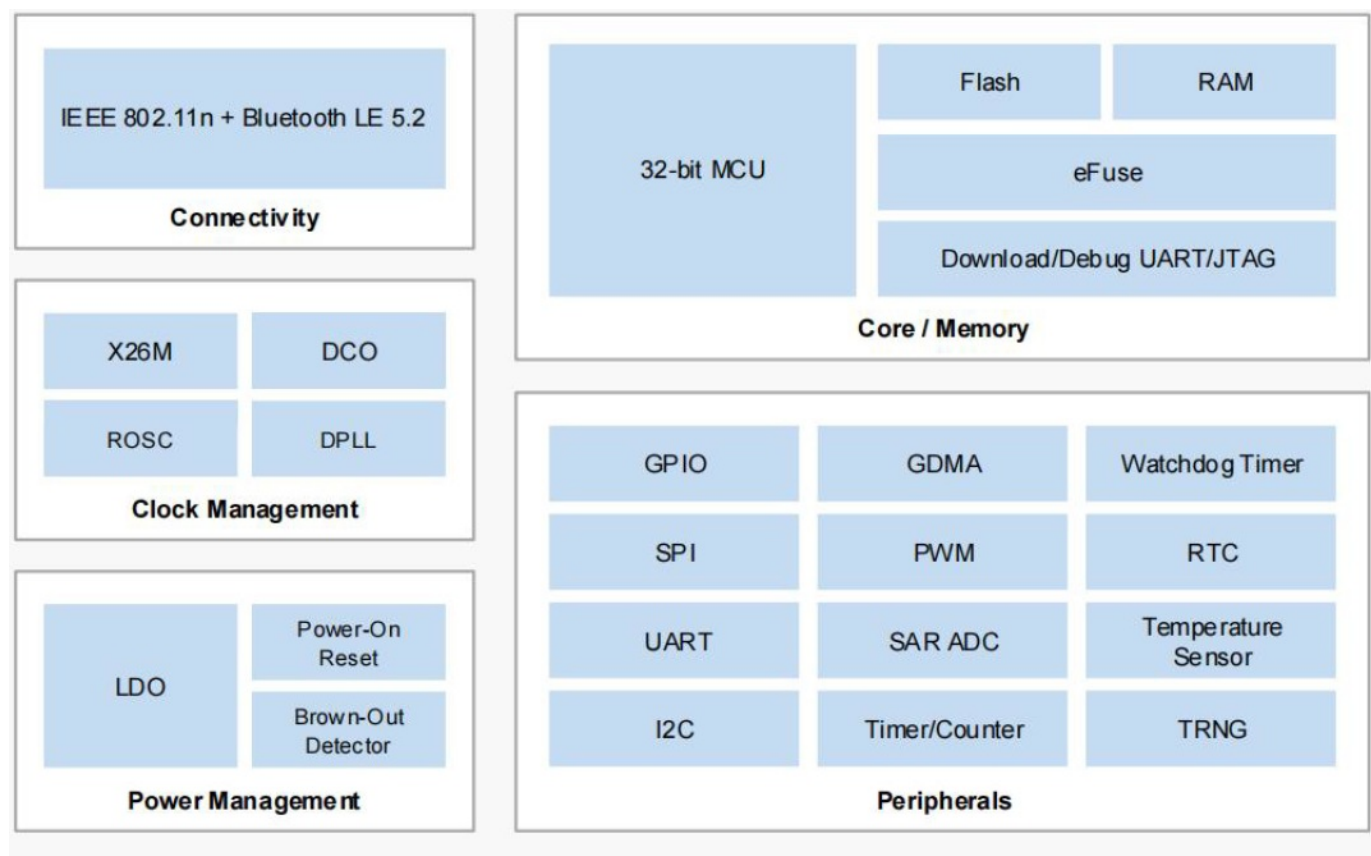 IEEE 802.11n + Bluetooth LE 5.2
Connectivity
X26M
DCO
ROSC
DPLL
Clock Management
LDO
Power-On
Reset
Brown-Out
Detector
Power Management
32-bit MCU
Flash
RAM
eFuse
Download/Debug UART/JTAG
Core / Memory
GPIO
GDMA
Watchdog Timer
SPI
PWM
RTC
UART
SAR ADC
Temperature
Sensor
I2C
Timer/Counter
TRNG
Peripherals